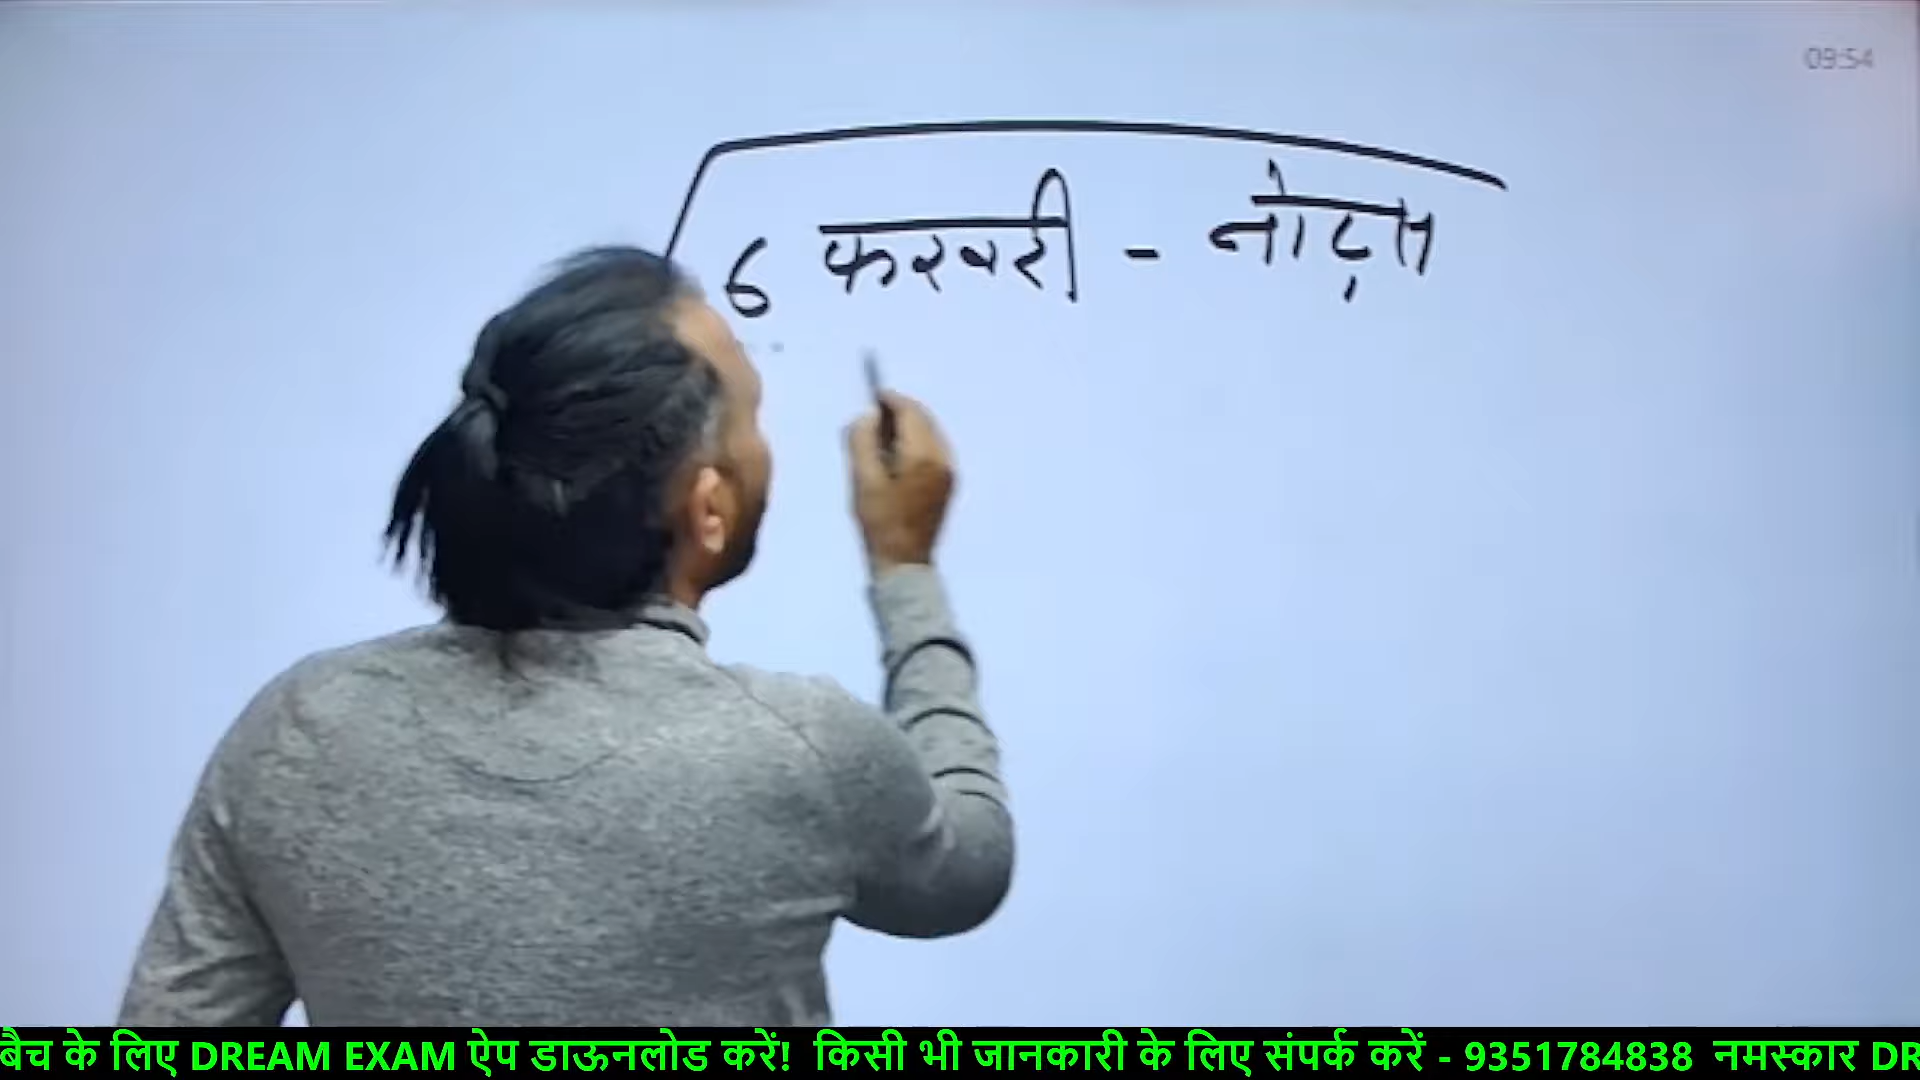 09:54
6 फरवरी - नोट्स
बैच के लिए DREAM EXAM ऐप डाऊनलोड करें! किसी भी जानकारी के लिए संपर्क करें - 9351784838 नमस्कार DR